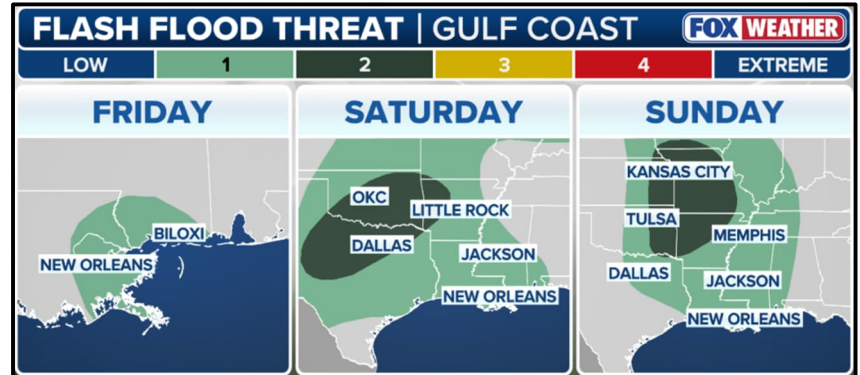 FLASH FLOOD THREAT | GULF COAST FOX WEATHER
LOW 1 2 3 4 EXTREME
FRIDAY
BILOXI
NEW ORLEANS
SATURDAY
OKC
LITTLE ROCK
DALLAS
JACKSON
NEW ORLEANS
SUNDAY
KANSAS CITY
TULSA
MEMPHIS
DALLAS
JACKSON
NEW ORLEANS